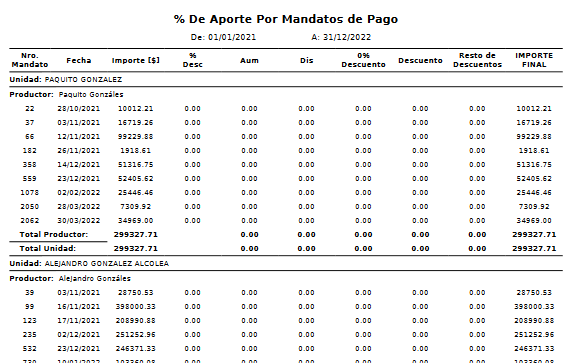 % De Aporte Por Mandatos de Pago
De: 01/01/2021 A: 31/12/2022
Nro. Mandato Fecha Importe [$] % Desc Aum Dis 0% Descuento Descuento Resto de Descuentos IMPORTE FINAL
Unidad: PAQUITO GONZALEZ
Productor: Paquito Gonzáles
22 28/10/2021 10012.21 0.00 0.00 0.00 0.00 0.00 0.00 10012.21
37 03/11/2021 16719.26 0.00 0.00 0.00 0.00 0.00 0.00 16719.26
66 12/11/2021 99229.88 0.00 0.00 0.00 0.00 0.00 0.00 99229.88
182 26/11/2021 1918.61 0.00 0.00 0.00 0.00 0.00 0.00 1918.61
358 14/12/2021 51316.75 0.00 0.00 0.00 0.00 0.00 0.00 51316.75
559 23/12/2021 52405.62 0.00 0.00 0.00 0.00 0.00 0.00 52405.62
1078 02/02/2022 25446.46 0.00 0.00 0.00 0.00 0.00 0.00 25446.46
2050 28/03/2022 7309.92 0.00 0.00 0.00 0.00 0.00 0.00 7309.92
2062 30/03/2022 34969.00 0.00 0.00 0.00 0.00 0.00 0.00 34969.00
Total Productor: 299327.71 0.00 0.00 0.00 0.00 0.00 299327.71
Total Unidad: 299327.71 0.00 0.00 0.00 0.00 0.00 299327.71
Unidad: ALEJANDRO GONZALEZ ALCOLEA
Productor: Alejandro Gonzáles
39 03/11/2021 28750.53 0.00 0.00 0.00 0.00 0.00 0.00 28750.53
99 16/11/2021 398000.33 0.00 0.00 0.00 0.00 0.00 0.00 398000.33
123 17/11/2021 208990.88 0.00 0.00 0.00 0.00 0.00 0.00 208990.88
235 02/12/2021 251252.96 0.00 0.00 0.00 0.00 0.00 0.00 251252.96
532 23/12/2021 246371.33 0.00 0.00 0.00 0.00 0.00 0.00 246371.33